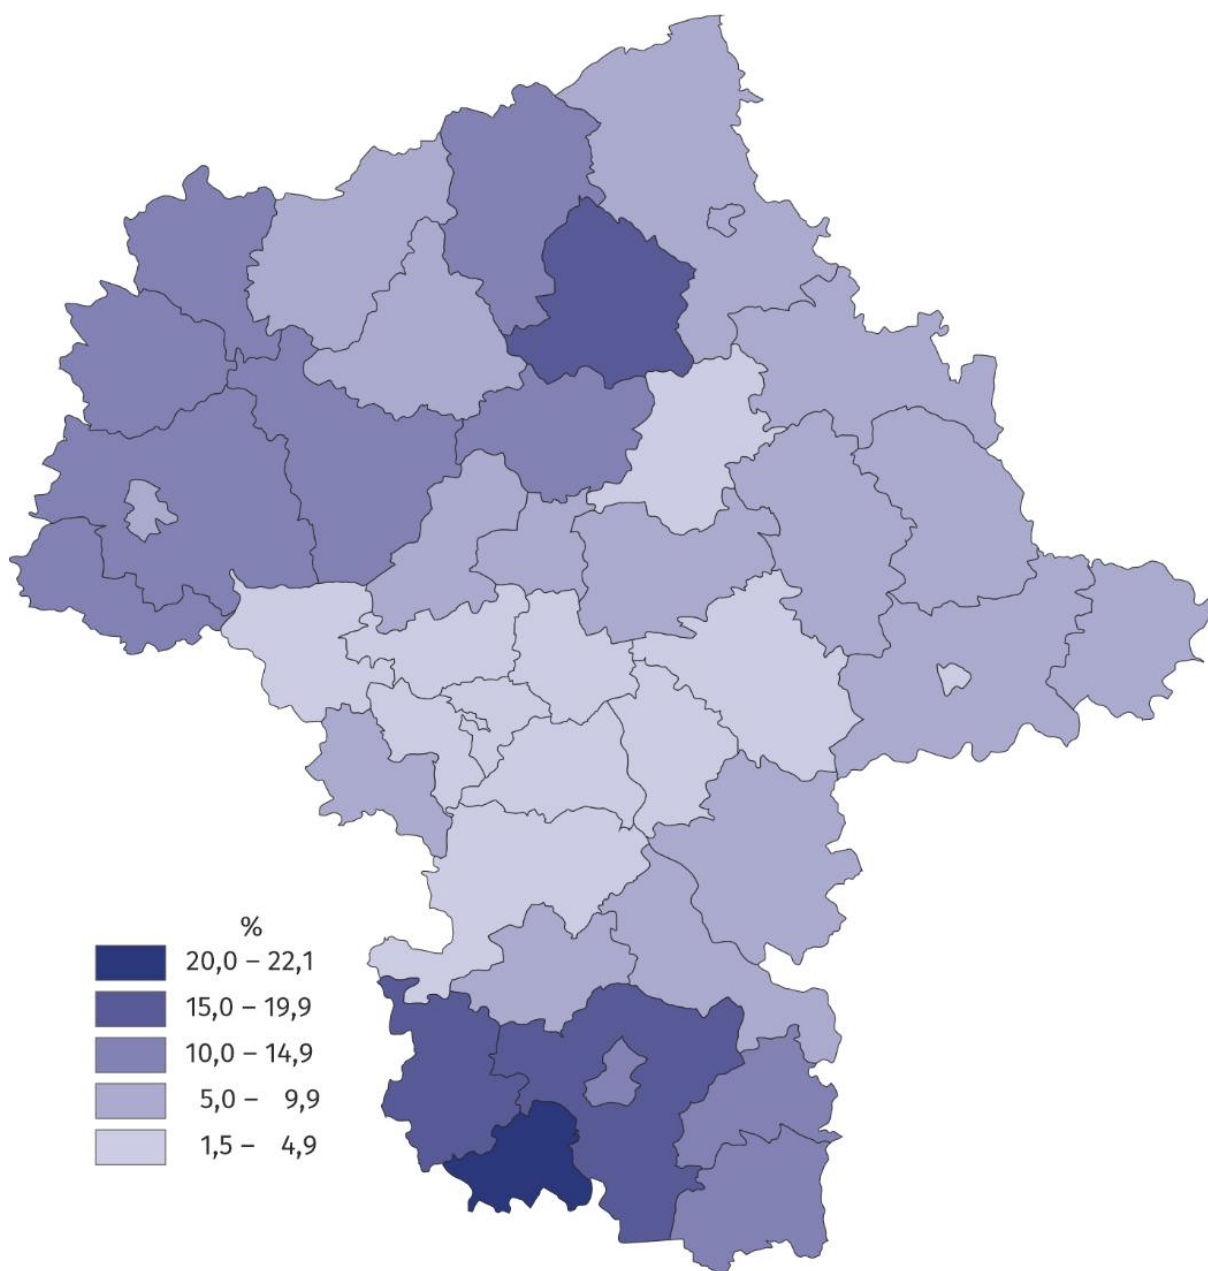 %
20,0 – 22,1
15,0 – 19,9
10,0 – 14,9
5,0 – 9,9
1,5 – 4,9